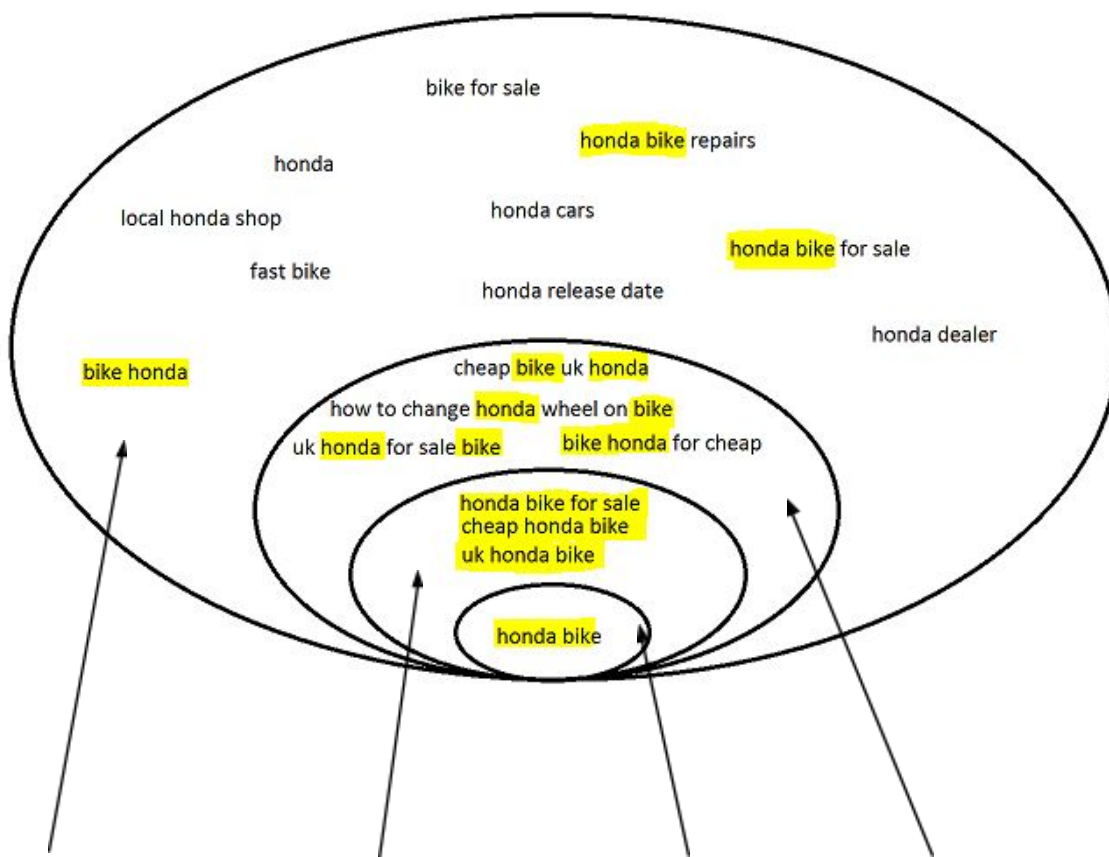 bike for sale
honda bike repairs
honda
honda cars
local honda shop
honda bike for sale
fast bike
honda release date
honda dealer
bike honda
cheap bike uk honda
how to change honda wheel on bike
uk honda for sale bike
bike honda for cheap
honda bike for sale
cheap honda bike
uk honda bike
honda bike